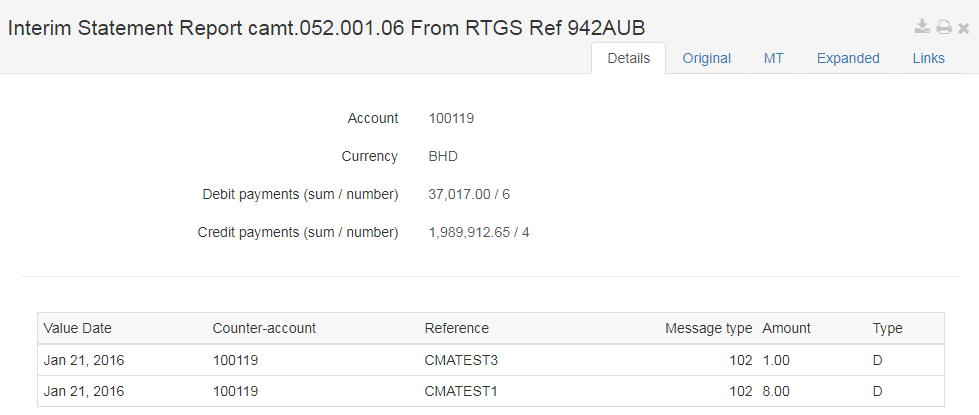 Interim Statement Report camt.052.001.06 From RTGS Ref 942AUB
Details Original MT Expanded Links
Account 100119
Currency BHD
Debit payments (sum / number) 37,017.00 / 6
Credit payments (sum / number) 1,989,912.65 / 4
Value Date Counter-account Reference Message type Amount Type
Jan 21, 2016 100119 CMATEST3 102 1.00 D
Jan 21, 2016 100119 CMATEST1 102 8.00 D